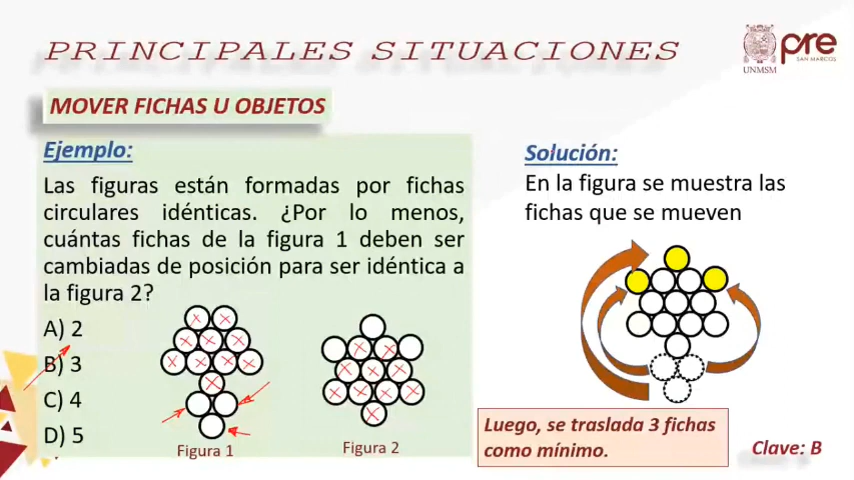 PRINCIPALES SITUACIONES
UNMSM
pre
SAN MARCOS
MOVER FICHAS U OBJETOS
Ejemplo:
Las figuras están formadas por fichas
circulares idénticas. ¿Por lo menos,
cuántas fichas de la figura 1 deben ser
cambiadas de posición para ser idéntica a
la figura 2?
A) 2
B) 3
C) 4
D) 5
Figura 1
Figura 2
Solución:
En la figura se muestra las
fichas que se mueven
Luego, se traslada 3 fichas
como mínimo.
Clave: B